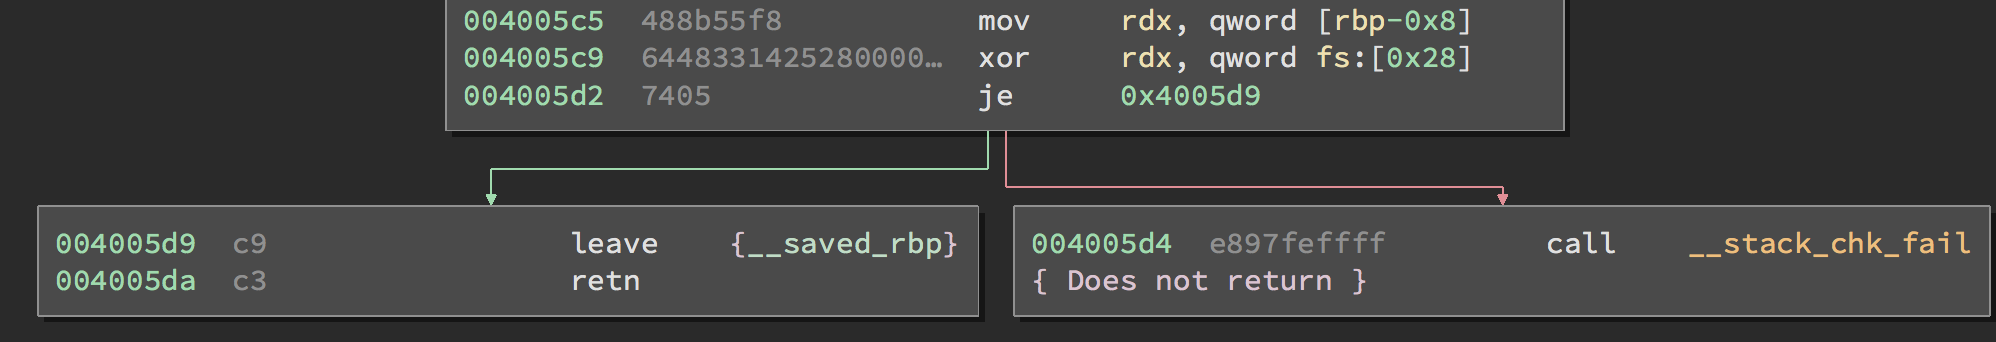 004005c5 488b55f8 mov rdx, qword [rbp-0x8]
004005c9 6448331425280000… xor rdx, qword fs:[0x28]
004005d2 7405 je 0x4005d9
004005d9 c9 leave {__saved_rbp}
004005da c3 retn
004005d4 e897feffff call __stack_chk_fail
{ Does not return }